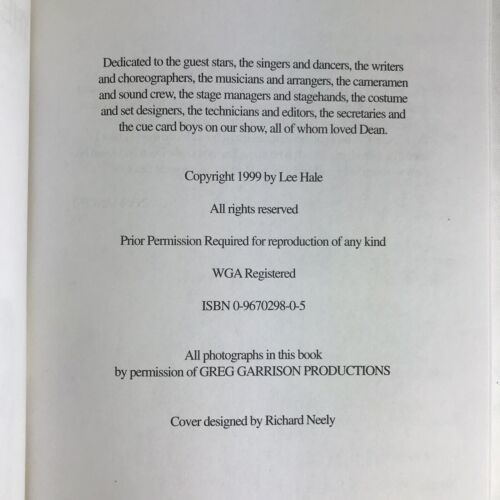 Dedicated to the guest stars, the singers and dancers, the writers
and choreographers, the musicians and arrangers, the cameramen
and sound crew, the stage managers and stagehands, the costume
and set designers, the technicians and editors, the secretaries and
the cue card boys on our show, all of whom loved Dean.
Copyright 1999 by Lee Hale
All rights reserved
Prior Permission Required for reproduction of any kind
WGA Registered
ISBN 0-9670298-0-5
All photographs in this book
by permission of GREG GARRISON PRODUCTIONS
Cover designed by Richard Neely